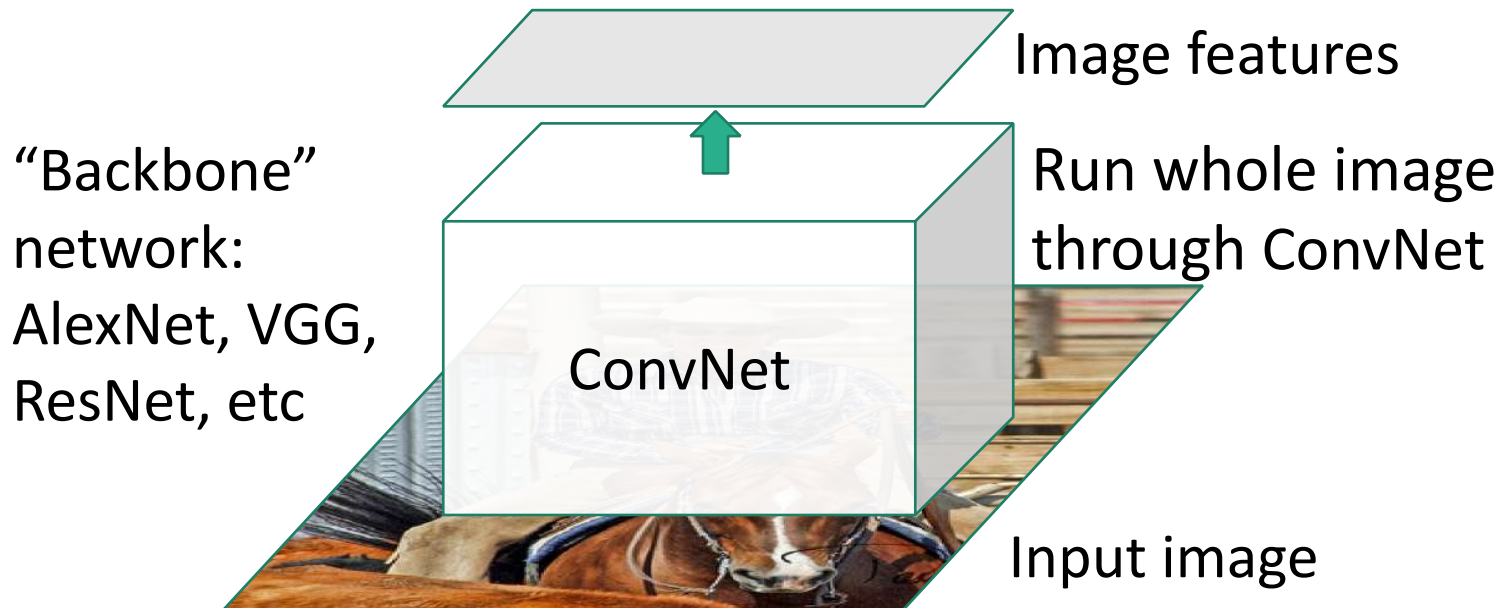 Image features
“Backbone”
network:
AlexNet, VGG,
ResNet, etc
Run whole image
through ConvNet
ConvNet
Input image